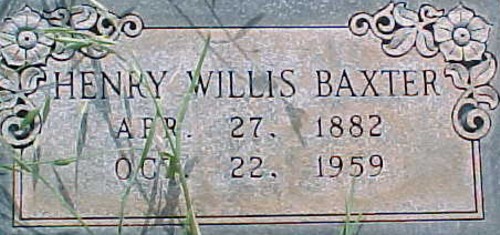 HENRY WILLIS BAXTER
APR. 27, 1882
OCT. 22, 1959